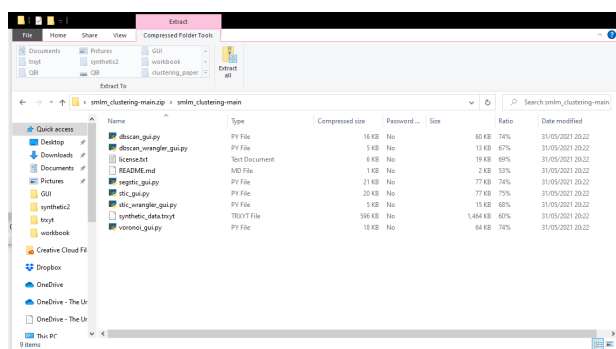 Extract
File Home Share View Compressed Folder Tools
Documents Pictures GUI
trxyt synthetic2 workbook
QBI QBI clustering_paper
Extract all
Extract To
smlm_clustering-main.zip > smlm_clustering-main
Search smlm_clustering-main
Name Type Compressed size Password ... Size Ratio Date modified
Quick access
Desktop
Downloads
Documents
Pictures
GUI
synthetic2
trxyt
workbook
Creative Cloud Fil
Dropbox
OneDrive
OneDrive - The Ur
OneDrive - The Ur
This PC
dbscan_gui.py PY File 16 KB No 60 KB 74% 31/05/2021 20:22
dbscan_wrangler_gui.py PY File 5 KB No 13 KB 67% 31/05/2021 20:22
license.txt Text Document 6 KB No 19 KB 69% 31/05/2021 20:22
README.md MD File 1 KB No 2 KB 53% 31/05/2021 20:22
segstic_gui.py PY File 21 KB No 77 KB 74% 31/05/2021 20:22
stic_gui.py PY File 20 KB No 77 KB 75% 31/05/2021 20:22
stic_wrangler_gui.py PY File 5 KB No 15 KB 68% 31/05/2021 20:22
synthetic_data.trxyt TRXYT File 596 KB No 1,464 KB 60% 31/05/2021 20:22
voronoi_gui.py PY File 18 KB No 64 KB 74% 31/05/2021 20:22
9 items